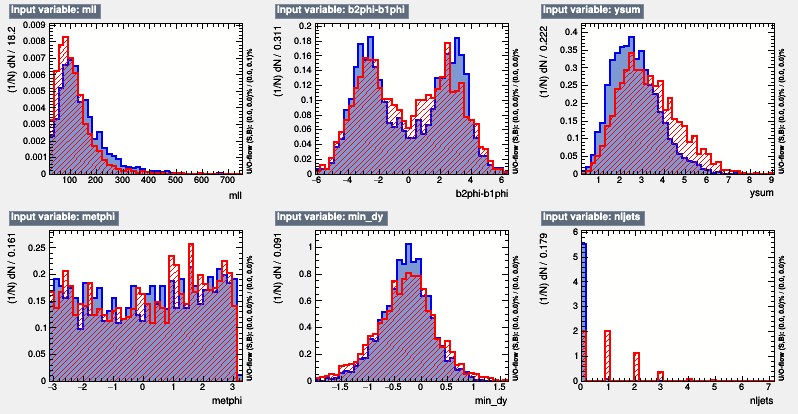 Input variable: mll
(1/N) dN / 18.2
0.009
0.008
0.007
0.006
0.005
0.004
0.003
0.002
0.001
0
100 200 300 400 500 600 700
mll
U/O-flow (S,B): (0.0, 0.0)% / (0.0, 0.1)%
Input variable: b2phi-b1phi
(1/N) dN / 0.311
0.2
0.18
0.16
0.14
0.12
0.1
0.08
0.06
0.04
0.02
0
−6 −4 −2 0 2 4 6
b2phi-b1phi
U/O-flow (S,B): (0.0, 0.0)% / (0.0, 0.0)%
Input variable: ysum
(1/N) dN / 0.222
0.4
0.35
0.3
0.25
0.2
0.15
0.1
0.05
0
1 2 3 4 5 6 7 8 9
ysum
U/O-flow (S,B): (0.0, 0.0)% / (0.0, 0.0)%
Input variable: metphi
(1/N) dN / 0.161
0.25
0.2
0.15
0.1
0.05
0
−3 −2 −1 0 1 2 3
metphi
U/O-flow (S,B): (0.0, 0.0)% / (0.0, 0.0)%
Input variable: min_dy
(1/N) dN / 0.091
1
0.8
0.6
0.4
0.2
0
−1.5 −1 −0.5 0 0.5 1 1.5
min_dy
U/O-flow (S,B): (0.0, 0.0)% / (0.0, 0.0)%
Input variable: nljets
(1/N) dN / 0.179
6
5
4
3
2
1
0
0 1 2 3 4 5 6 7
nljets
U/O-flow (S,B): (0.0, 0.0)% / (0.0, 0.0)%